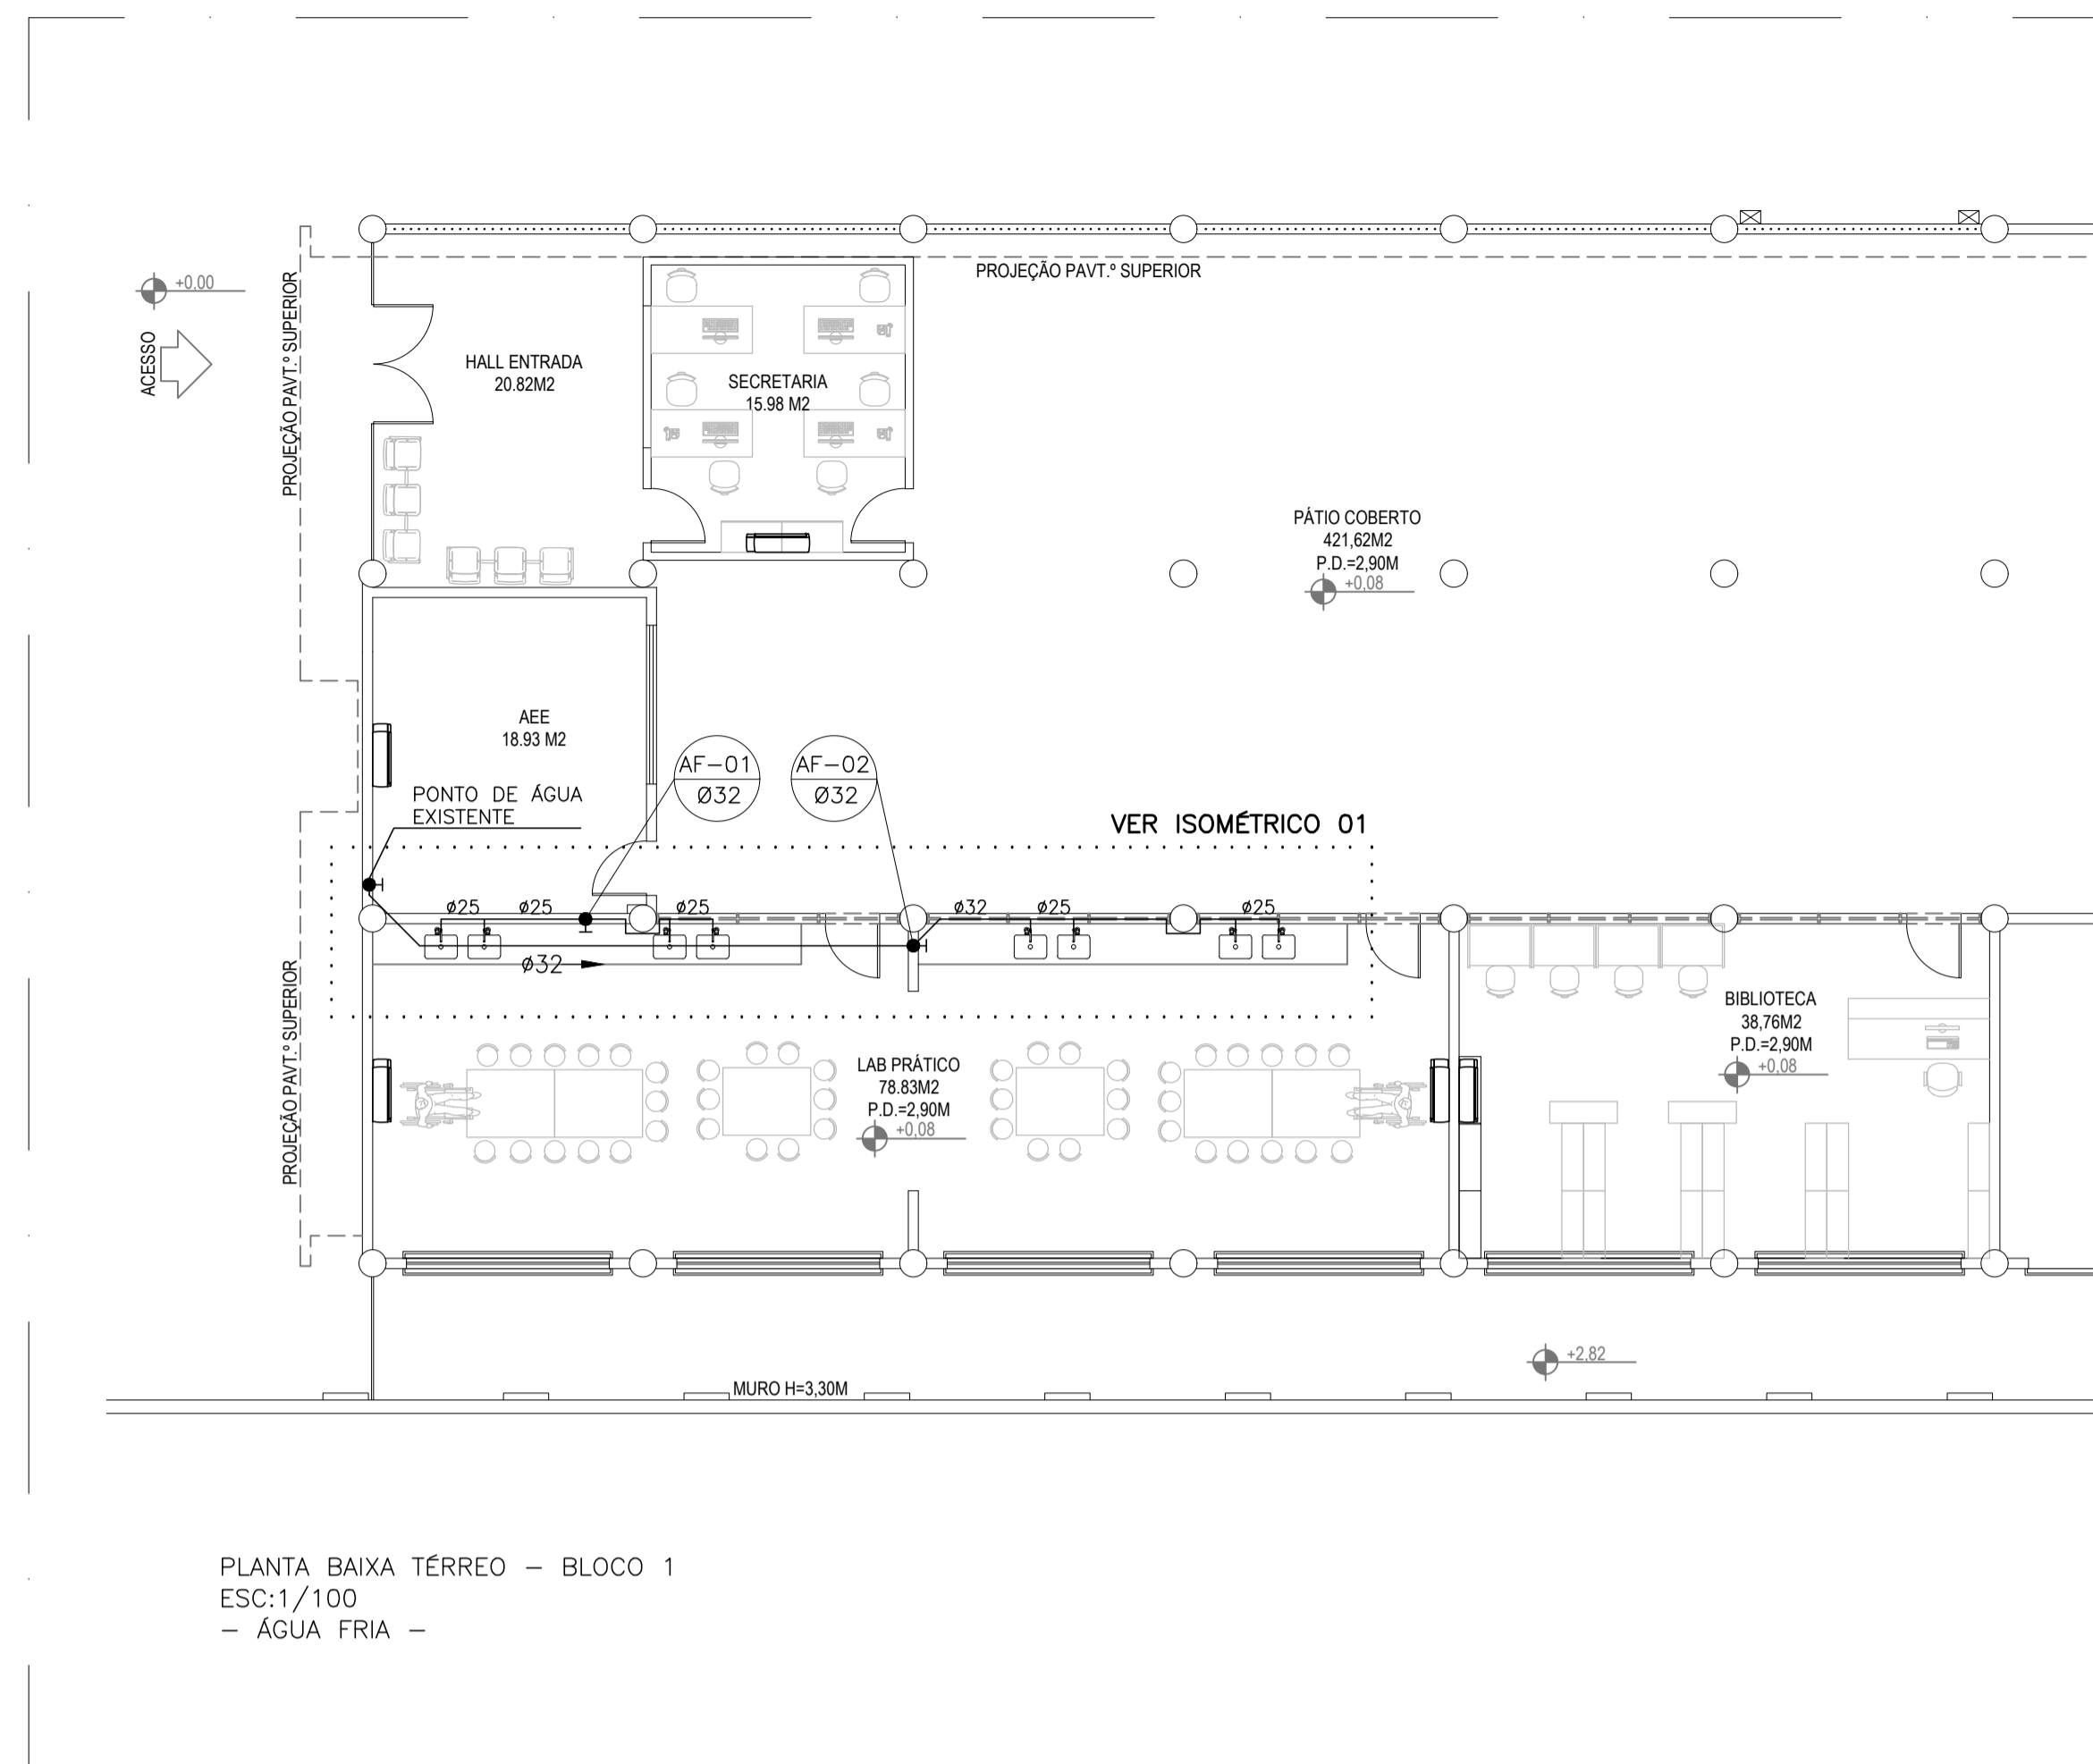 PROJEÇÃO PAVT.º SUPERIOR
+0,00
PROJEÇÃO PAVT.º SUPERIOR
ACESSO
HALL ENTRADA
20.82M2
SECRETARIA
15.98 M2
PÁTIO COBERTO
421,62M2
P.D.=2,90M
+0,08
AEE
18.93 M2
AF-01
Ø32
AF-02
Ø32
PONTO DE ÁGUA
EXISTENTE
VER ISOMÉTRICO 01
ø25
ø25
ø25
ø32
ø25
ø25
ø32
PROJEÇÃO PAVT.º SUPERIOR
BIBLIOTECA
38,76M2
P.D.=2,90M
+0,08
LAB PRÁTICO
78.83M2
P.D.=2,90M
+0,08
+2,82
MURO H=3,30M
PLANTA BAIXA TÉRREO - BLOCO 1
ESC:1/100
- ÁGUA FRIA -